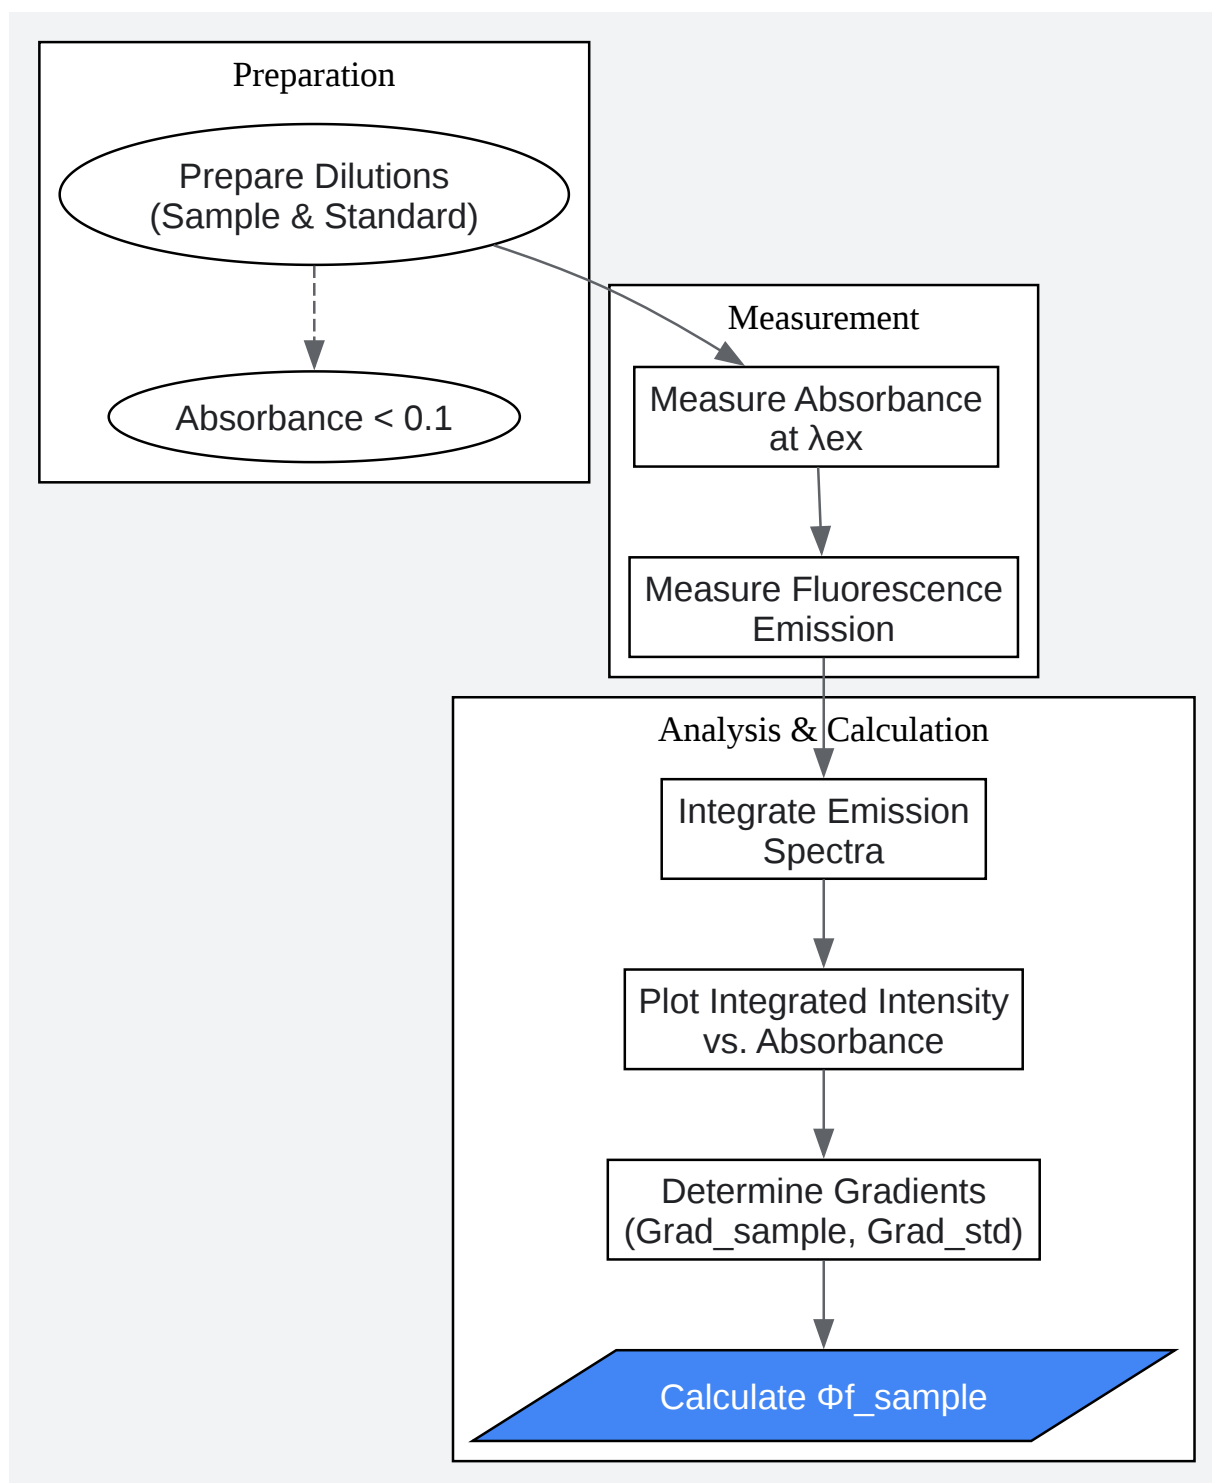 Preparation
Prepare Dilutions
(Sample & Standard)
Absorbance < 0.1
Measurement
Measure Absorbance
at λex
Measure Fluorescence
Emission
Analysis & Calculation
Integrate Emission
Spectra
Plot Integrated Intensity
vs. Absorbance
Determine Gradients
(Grad_sample, Grad_std)
Calculate Φf_sample